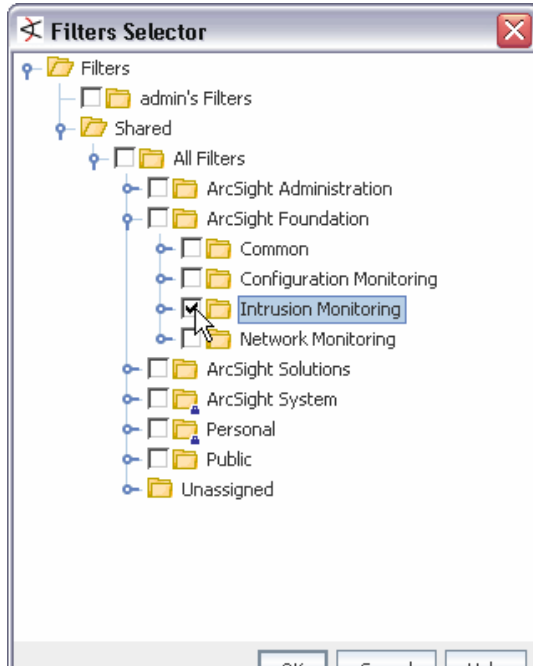 Filters Selector
Filters
admin's Filters
Shared
All Filters
ArcSight Administration
ArcSight Foundation
Common
Configuration Monitoring
Intrusion Monitoring
Network Monitoring
ArcSight Solutions
ArcSight System
Personal
Public
Unassigned